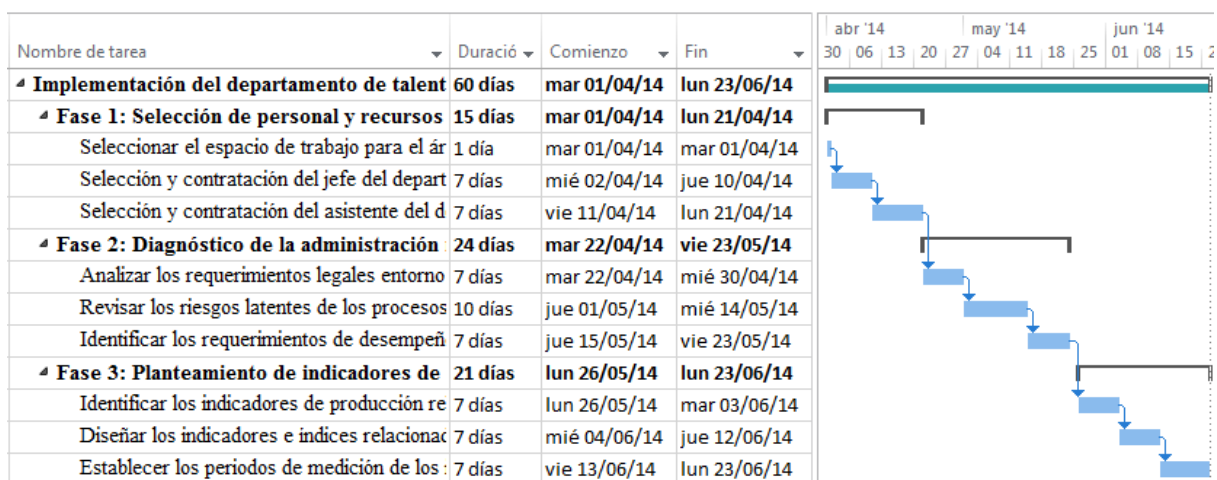 abr '14 may '14 jun '14
Nombre de tarea Duració Comienzo Fin 30 06 13 20 27 04 11 18 25 01 08 15 2
Implementación del departamento de talent 60 días mar 01/04/14 lun 23/06/14
Fase 1: Selección de personal y recursos 15 días mar 01/04/14 lun 21/04/14
Seleccionar el espacio de trabajo para el ár 1 día mar 01/04/14 mar 01/04/14
Selección y contratación del jefe del depart 7 días mié 02/04/14 jue 10/04/14
Selección y contratación del asistente del d 7 días vie 11/04/14 lun 21/04/14
Fase 2: Diagnóstico de la administración 24 días mar 22/04/14 vie 23/05/14
Analizar los requerimientos legales entorno 7 días mar 22/04/14 mié 30/04/14
Revisar los riesgos latentes de los procesos 10 días jue 01/05/14 mié 14/05/14
Identificar los requerimientos de desempeñ 7 días jue 15/05/14 vie 23/05/14
Fase 3: Planteamiento de indicadores de 21 días lun 26/05/14 lun 23/06/14
Identificar los indicadores de producción re 7 días lun 26/05/14 mar 03/06/14
Diseñar los indicadores e indices relacionad 7 días mié 04/06/14 jue 12/06/14
Establecer los periodos de medición de los 7 días vie 13/06/14 lun 23/06/14